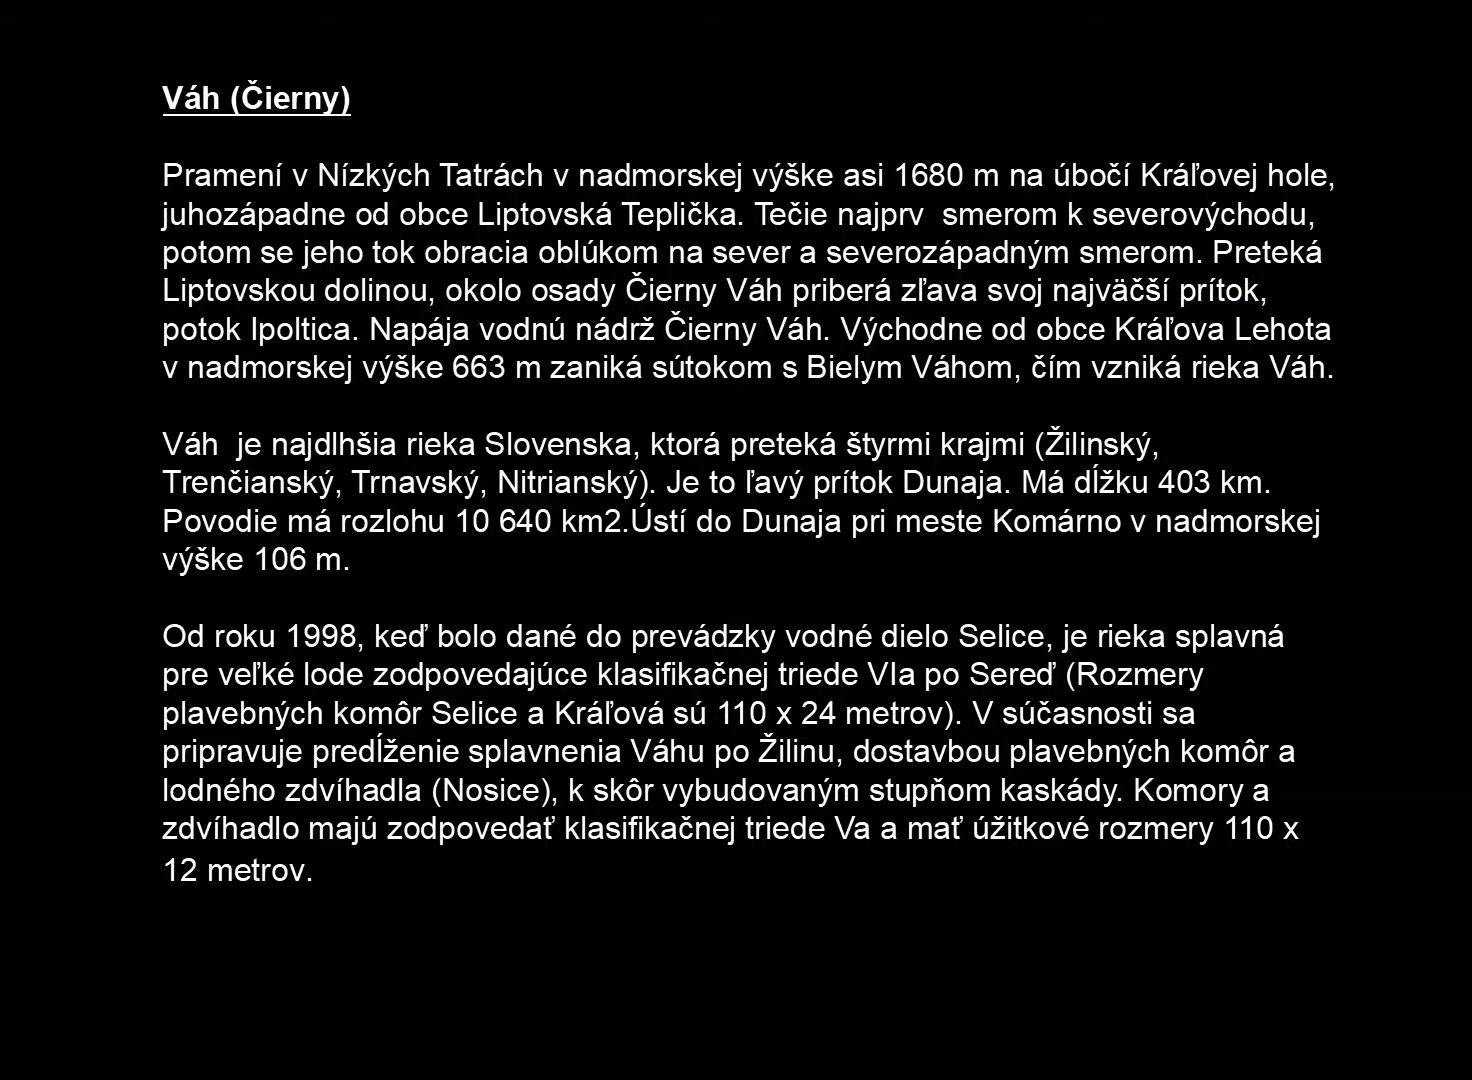 Váh (Čierny)
Pramení v Nízkých Tatrách v nadmorskej výške asi 1680 m na úbočí Kráľovej hole,
juhozápadne od obce Liptovská Teplička. Tečie najprv  smerom k severovýchodu,
potom se jeho tok obracia oblúkom na sever a severozápadným smerom. Preteká
Liptovskou dolinou, okolo osady Čierny Váh priberá zľava svoj najväčší prítok,
potok Ipoltica. Napája vodnú nádrž Čierny Váh. Východne od obce Kráľova Lehota
v nadmorskej výške 663 m zaniká sútokom s Bielym Váhom, čím vzniká rieka Váh.
Váh  je najdlhšia rieka Slovenska, ktorá preteká štyrmi krajmi (Žilinský,
Trenčianský, Trnavský, Nitrianský). Je to ľavý prítok Dunaja. Má dĺžku 403 km.
Povodie má rozlohu 10 640 km2.Ústí do Dunaja pri meste Komárno v nadmorskej
výške 106 m.
Od roku 1998, keď bolo dané do prevádzky vodné dielo Selice, je rieka splavná
pre veľké lode zodpovedajúce klasifikačnej triede VIa po Sereď (Rozmery
plavebných komôr Selice a Kráľová sú 110 x 24 metrov). V súčasnosti sa
pripravuje predĺženie splavnenia Váhu po Žilinu, dostavbou plavebných komôr a
lodného zdvíhadla (Nosice), k skôr vybudovaným stupňom kaskády. Komory a
zdvíhadlo majú zodpovedať klasifikačnej triede Va a mať úžitkové rozmery 110 x
12 metrov.